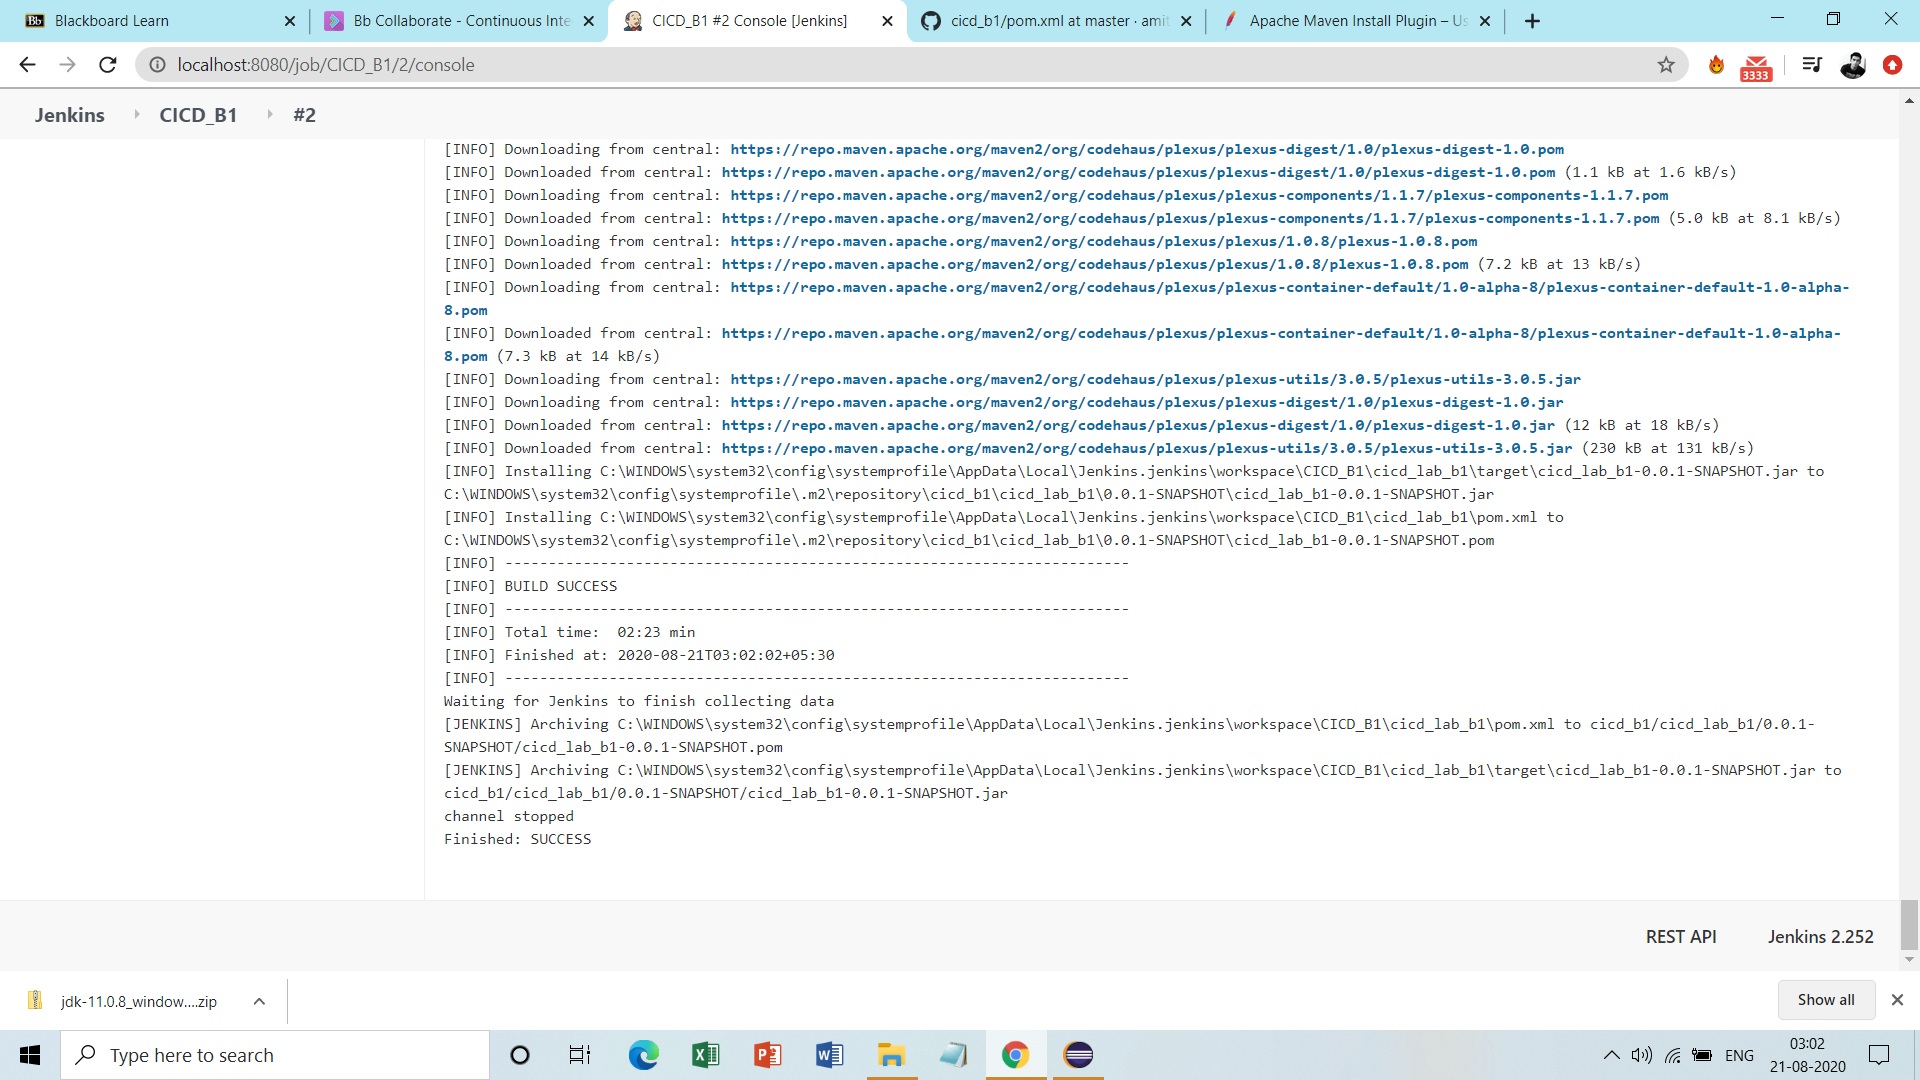 Blackboard Learn
Bb Collaborate - Continuous Inte
CICD_B1 #2 Console [Jenkins]
cicd_b1/pom.xml at master · amit
Apache Maven Install Plugin – Us
localhost:8080/job/CICD_B1/2/console
3333
Jenkins CICD_B1 #2
[INFO] Downloading from central: https://repo.maven.apache.org/maven2/org/codehaus/plexus/plexus-digest/1.0/plexus-digest-1.0.pom
[INFO] Downloaded from central: https://repo.maven.apache.org/maven2/org/codehaus/plexus/plexus-digest/1.0/plexus-digest-1.0.pom (1.1 kB at 1.6 kB/s)
[INFO] Downloading from central: https://repo.maven.apache.org/maven2/org/codehaus/plexus/plexus-components/1.1.7/plexus-components-1.1.7.pom
[INFO] Downloaded from central: https://repo.maven.apache.org/maven2/org/codehaus/plexus/plexus-components/1.1.7/plexus-components-1.1.7.pom (5.0 kB at 8.1 kB/s)
[INFO] Downloading from central: https://repo.maven.apache.org/maven2/org/codehaus/plexus/plexus/1.0.8/plexus-1.0.8.pom
[INFO] Downloaded from central: https://repo.maven.apache.org/maven2/org/codehaus/plexus/plexus/1.0.8/plexus-1.0.8.pom (7.2 kB at 13 kB/s)
[INFO] Downloading from central: https://repo.maven.apache.org/maven2/org/codehaus/plexus/plexus-container-default/1.0-alpha-8/plexus-container-default-1.0-alpha-
8.pom
[INFO] Downloaded from central: https://repo.maven.apache.org/maven2/org/codehaus/plexus/plexus-container-default/1.0-alpha-8/plexus-container-default-1.0-alpha-
8.pom (7.3 kB at 14 kB/s)
[INFO] Downloading from central: https://repo.maven.apache.org/maven2/org/codehaus/plexus/plexus-utils/3.0.5/plexus-utils-3.0.5.jar
[INFO] Downloading from central: https://repo.maven.apache.org/maven2/org/codehaus/plexus/plexus-digest/1.0/plexus-digest-1.0.jar
[INFO] Downloaded from central: https://repo.maven.apache.org/maven2/org/codehaus/plexus/plexus-digest/1.0/plexus-digest-1.0.jar (12 kB at 18 kB/s)
[INFO] Downloaded from central: https://repo.maven.apache.org/maven2/org/codehaus/plexus/plexus-utils/3.0.5/plexus-utils-3.0.5.jar (230 kB at 131 kB/s)
[INFO] Installing C:\WINDOWS\system32\config\systemprofile\AppData\Local\Jenkins.jenkins\workspace\CICD_B1\cicd_lab_b1\target\cicd_lab_b1-0.0.1-SNAPSHOT.jar to
C:\WINDOWS\system32\config\systemprofile\.m2\repository\cicd_b1\cicd_lab_b1\0.0.1-SNAPSHOT\cicd_lab_b1-0.0.1-SNAPSHOT.jar
[INFO] Installing C:\WINDOWS\system32\config\systemprofile\AppData\Local\Jenkins.jenkins\workspace\CICD_B1\cicd_lab_b1\pom.xml to
C:\WINDOWS\system32\config\systemprofile\.m2\repository\cicd_b1\cicd_lab_b1\0.0.1-SNAPSHOT\cicd_lab_b1-0.0.1-SNAPSHOT.pom
[INFO] ------------------------------------------------------------------------
[INFO] BUILD SUCCESS
[INFO] ------------------------------------------------------------------------
[INFO] Total time:  02:23 min
[INFO] Finished at: 2020-08-21T03:02:02+05:30
[INFO] ------------------------------------------------------------------------
Waiting for Jenkins to finish collecting data
[JENKINS] Archiving C:\WINDOWS\system32\config\systemprofile\AppData\Local\Jenkins.jenkins\workspace\CICD_B1\cicd_lab_b1\pom.xml to cicd_b1/cicd_lab_b1/0.0.1-
SNAPSHOT/cicd_lab_b1-0.0.1-SNAPSHOT.pom
[JENKINS] Archiving C:\WINDOWS\system32\config\systemprofile\AppData\Local\Jenkins.jenkins\workspace\CICD_B1\cicd_lab_b1\target\cicd_lab_b1-0.0.1-SNAPSHOT.jar to
cicd_b1/cicd_lab_b1/0.0.1-SNAPSHOT/cicd_lab_b1-0.0.1-SNAPSHOT.jar
channel stopped
Finished: SUCCESS
REST API Jenkins 2.252
jdk-11.0.8_window....zip
Show all
Type here to search
ENG
03:02
21-08-2020